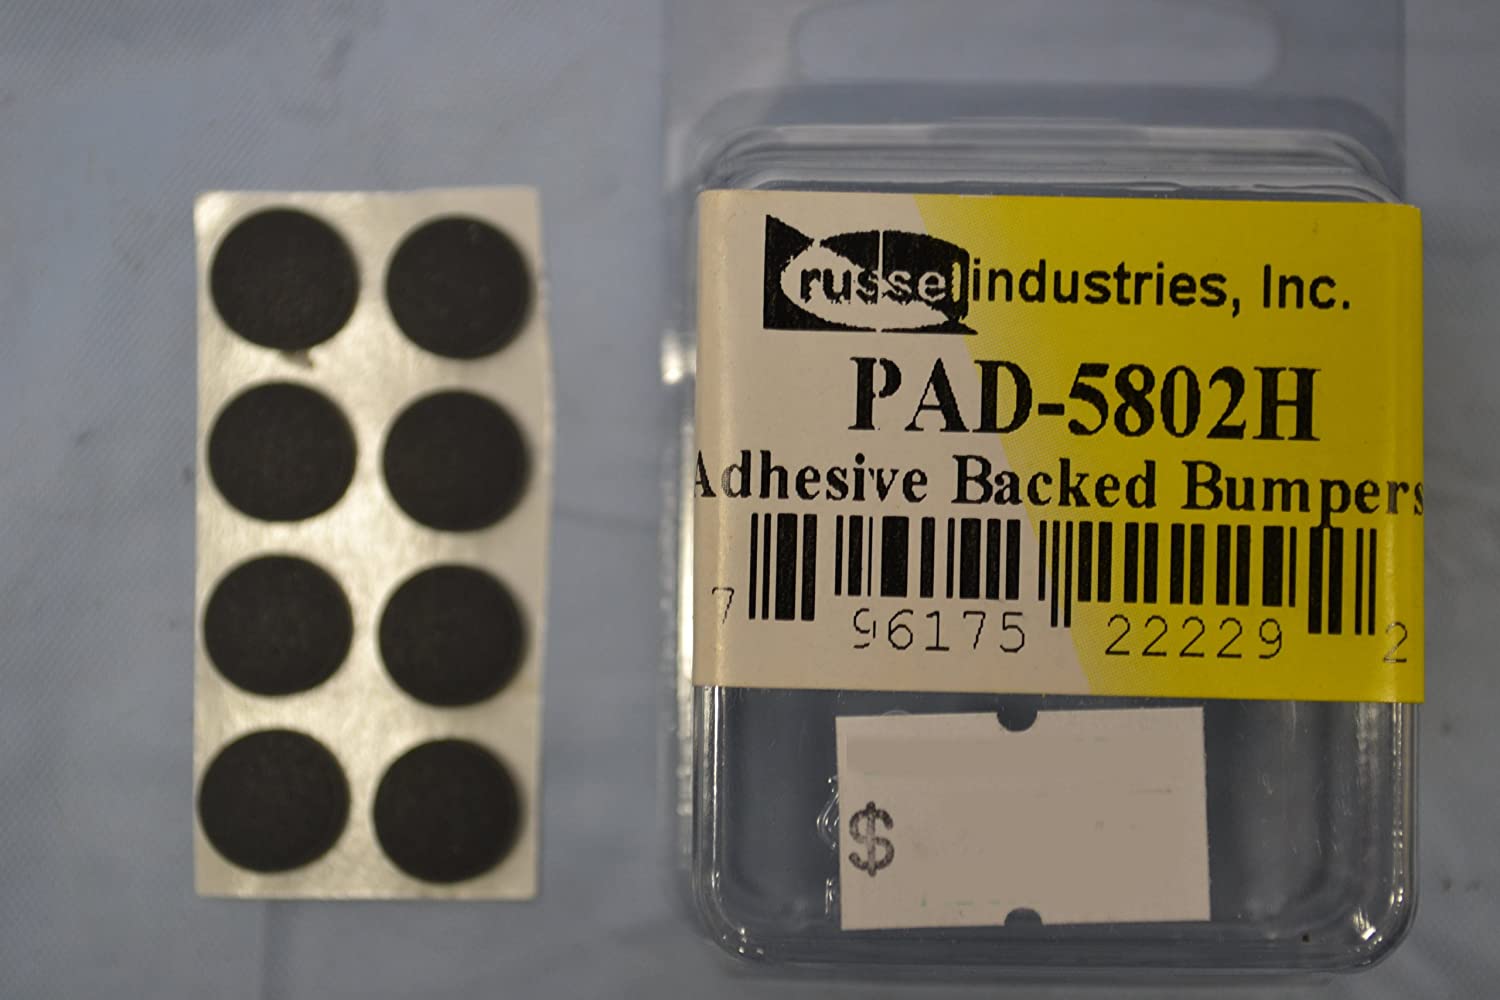 russel industries, Inc.
PAD-5802H
Adhesive Backed Bumpers
7 96175 22229 2
$